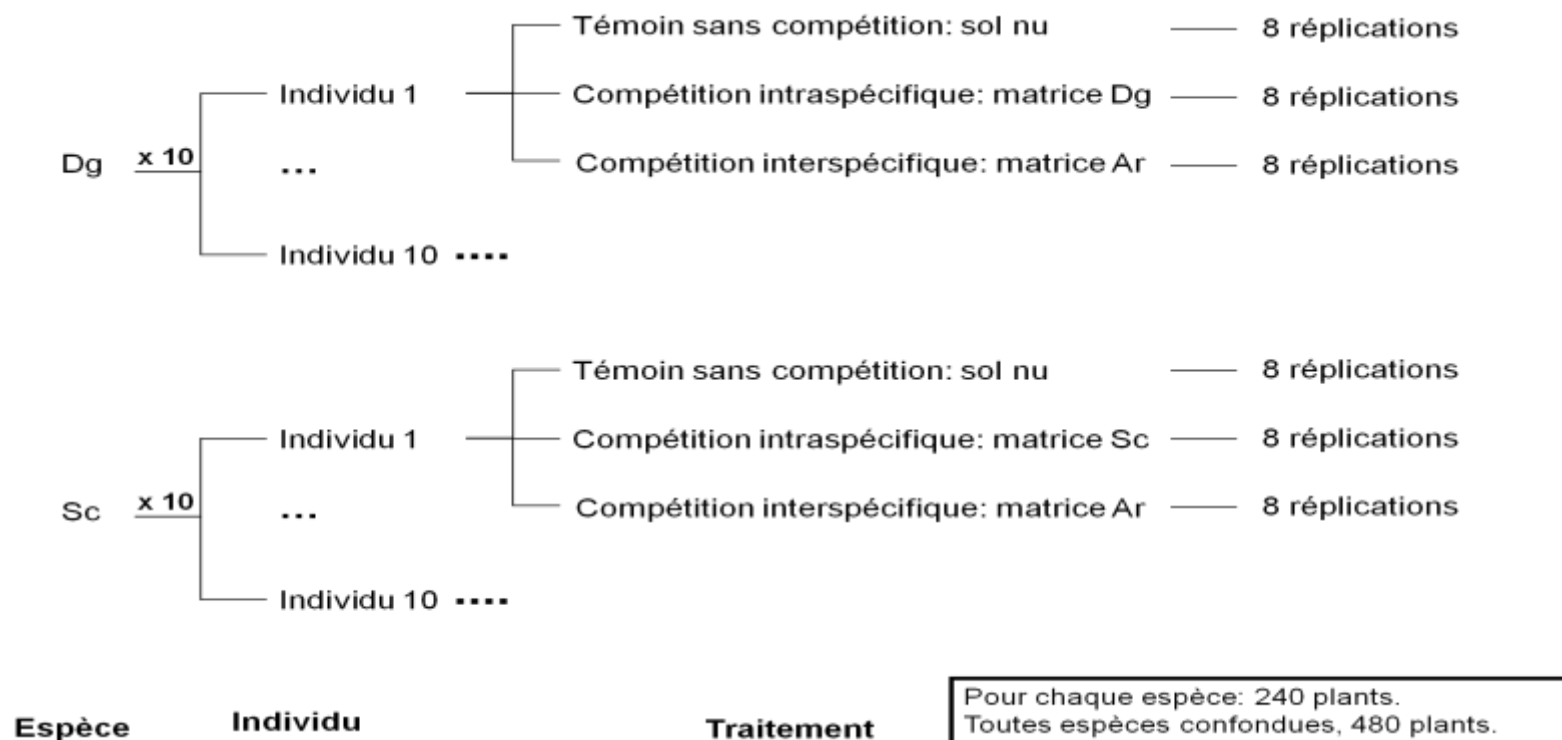 Témoin sans compétition: sol nu 8 réplications
Individu 1 Compétition intraspécifique: matrice Dg 8 réplications
Dg x 10 ... Compétition interspécifique: matrice Ar 8 réplications
Individu 10 ....
Témoin sans compétition: sol nu 8 réplications
Individu 1 Compétition intraspécifique: matrice Sc 8 réplications
Sc x 10 ... Compétition interspécifique: matrice Ar 8 réplications
Individu 10 ....
Espèce Individu Traitement
Pour chaque espèce: 240 plants.
Toutes espèces confondues, 480 plants.